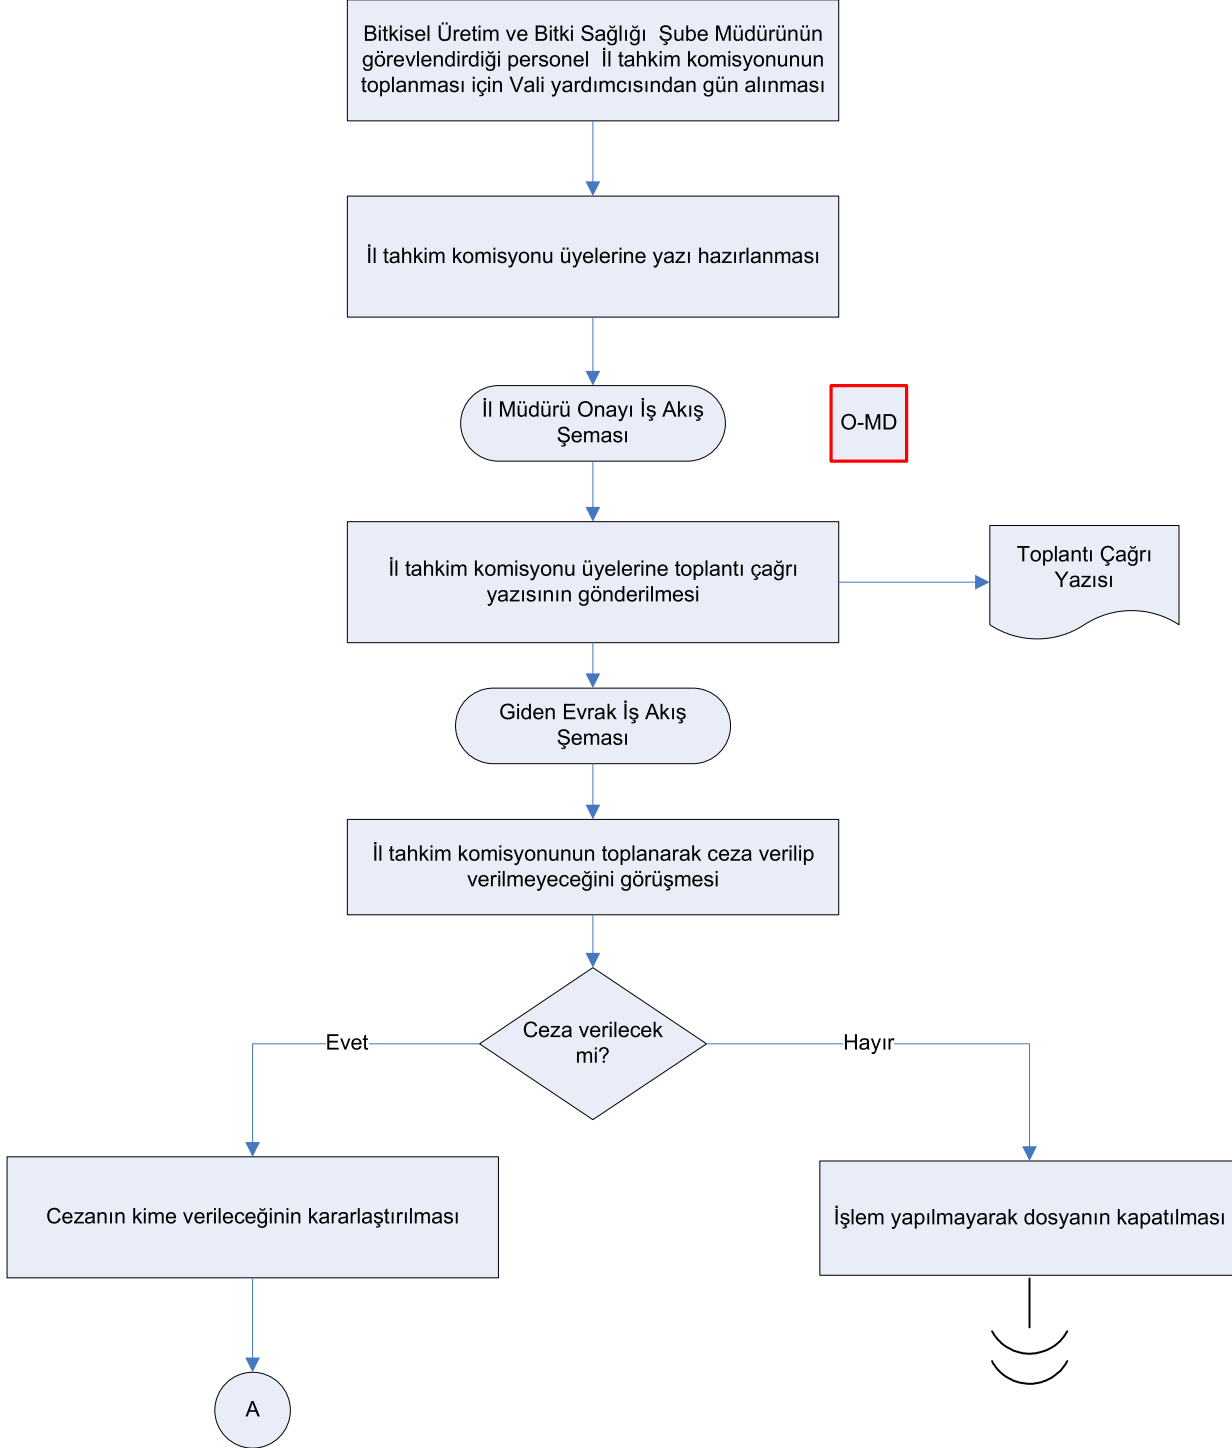 Bitkisel Üretim ve Bitki Sağlığı  Şube Müdürünün
görevlendirdiği personel  İl tahkim komisyonunun
toplanması için Vali yardımcısından gün alınması
İl tahkim komisyonu üyelerine yazı hazırlanması
İl Müdürü Onayı İş Akış
Şeması
O-MD
İl tahkim komisyonu üyelerine toplantı çağrı
yazısının gönderilmesi
Toplantı Çağrı
Yazısı
Giden Evrak İş Akış
Şeması
İl tahkim komisyonunun toplanarak ceza verilip
verilmeyeceğini görüşmesi
Ceza verilecek
mi?
Evet
Hayır
Cezanın kime verileceğinin kararlaştırılması
İşlem yapılmayarak dosyanın kapatılması
A